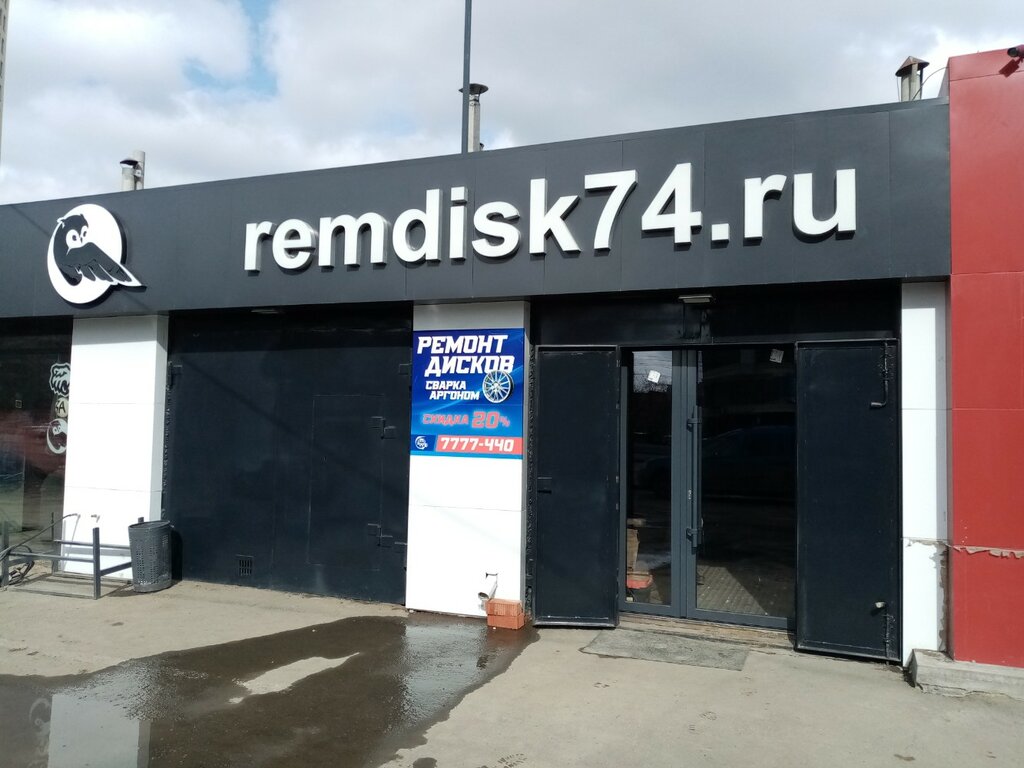 remdisk74.ru
РЕМОНТ
ДИСКОВ
СВАРКА
АРГОНОМ
СКИДКА 20%
7777-440